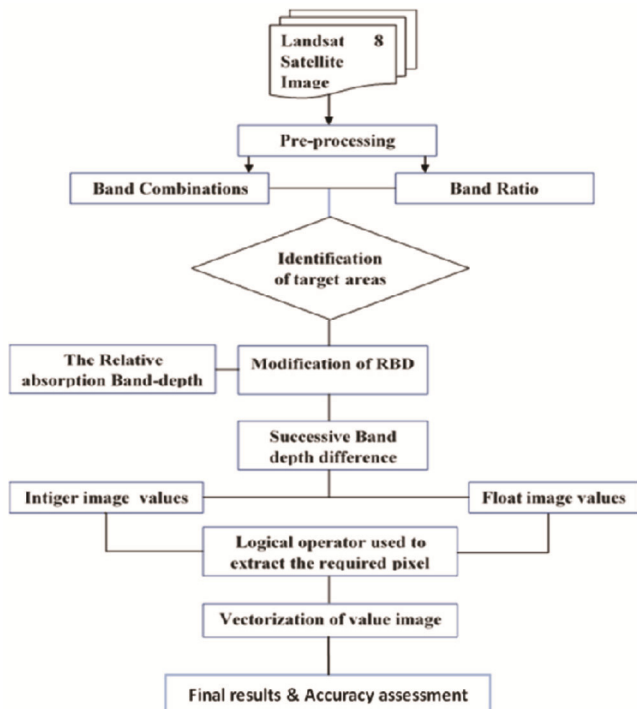 Landsat 8
Satellite
Image
Pre-processing
Band Combinations
Band Ratio
Identification
of target areas
The Relative
absorption Band-depth
Modification of RBD
Successive Band
depth difference
Intiger image values
Float image values
Logical operator used to
extract the required pixel
Vectorization of value image
Final results & Accuracy assessment